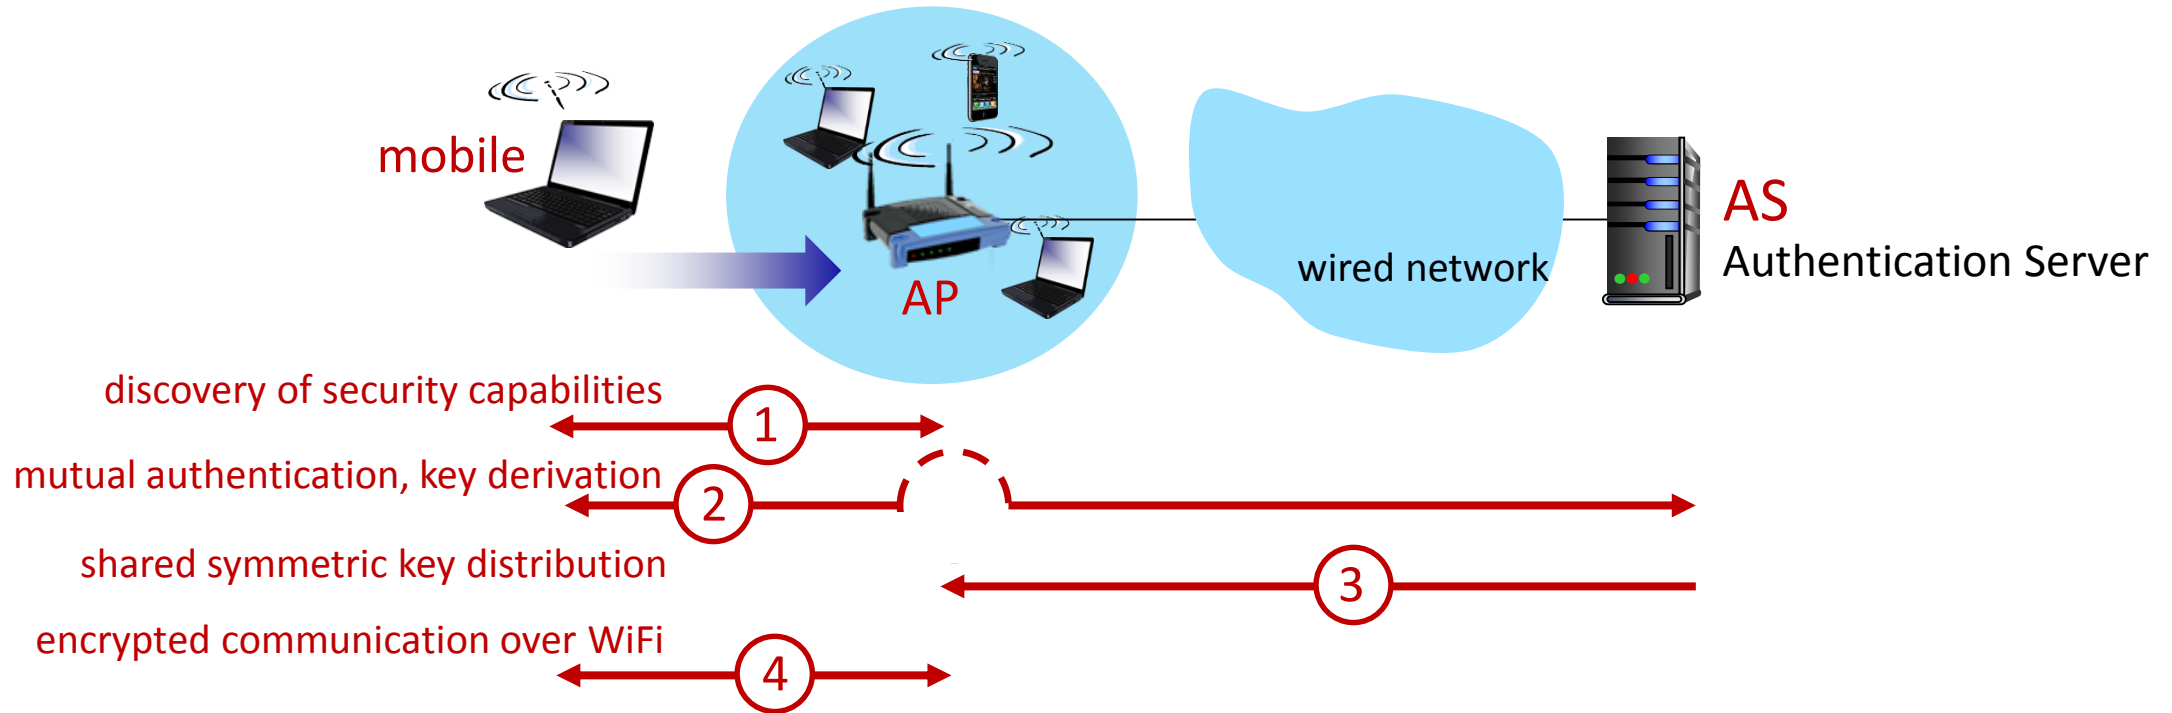 mobile
AP
wired network
AS
Authentication Server
discovery of security capabilities
1
mutual authentication, key derivation
2
shared symmetric key distribution
3
encrypted communication over WiFi
4